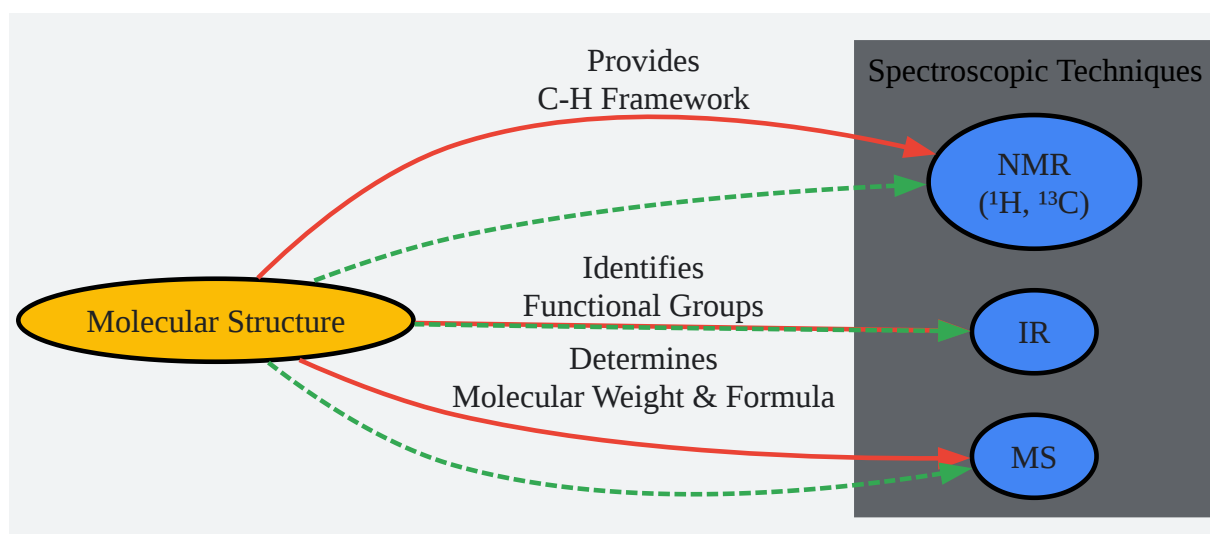 Provides
C-H Framework
Spectroscopic Techniques
NMR
(¹H, ¹³C)
Identifies
Functional Groups
Molecular Structure
IR
Determines
Molecular Weight & Formula
MS